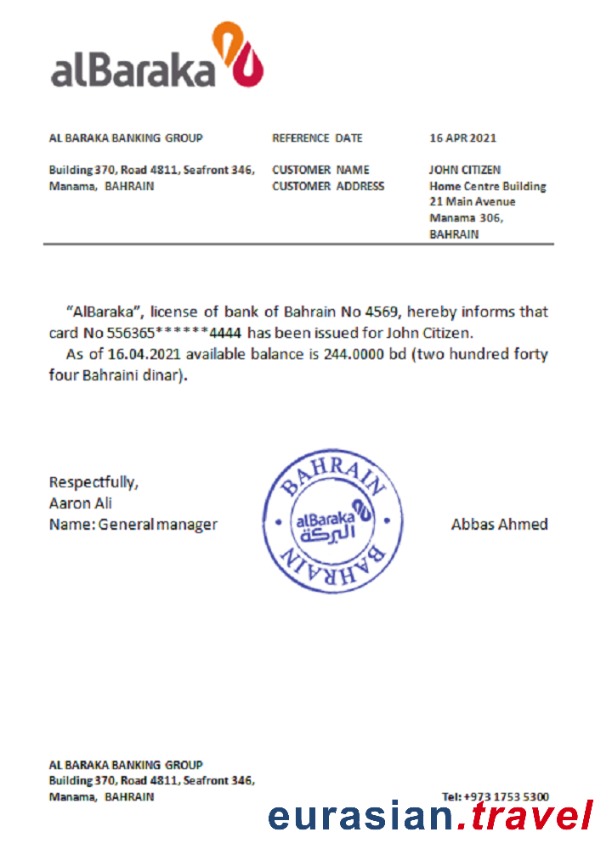 alBaraka
AL BARAKA BANKING GROUP REFERENCE DATE 16 APR 2021
Building 370, Road 4811, Seafront 346, CUSTOMER NAME JOHN CITIZEN
Manama, BAHRAIN CUSTOMER ADDRESS Home Centre Building
21 Main Avenue
Manama 306,
BAHRAIN
"AlBaraka", license of bank of Bahrain No 4569, hereby informs that
card No 556365******4444 has been issued for John Citizen.
As of 16.04.2021 available balance is 244.0000 bd (two hundred forty
four Bahraini dinar).
Respectfully,
Aaron Ali
Name: General manager
BAHRAIN
alBaraka
البركة
BAHRAIN
Abbas Ahmed
AL BARAKA BANKING GROUP
Building 370, Road 4811, Seafront 346,
Manama, BAHRAIN Tel: +973 1753 5300
eurasian.travel